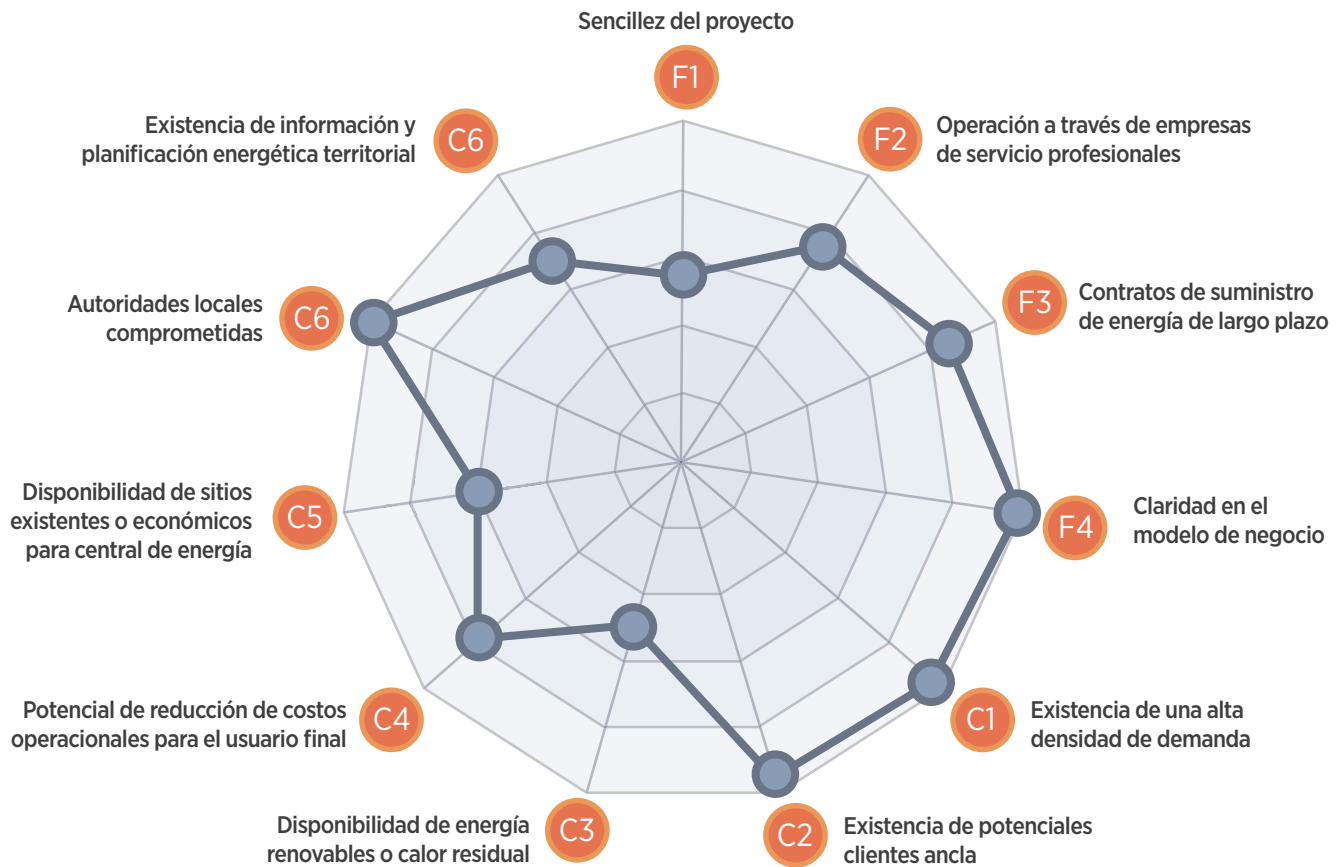 Sencillez del proyecto
F1
F2
Operación a través de empresas
de servicio profesionales
F3
Contratos de suministro
de energía de largo plazo
F4
Claridad en el
modelo de negocio
C1
Existencia de una alta
densidad de demanda
C2
Existencia de potenciales
clientes ancla
C3
Disponibilidad de energía
renovables o calor residual
C4
Potencial de reducción de costos
operacionales para el usuario final
C5
Disponibilidad de sitios
existentes o económicos
para central de energía
C6
Autoridades locales
comprometidas
C6
Existencia de información y
planificación energética territorial